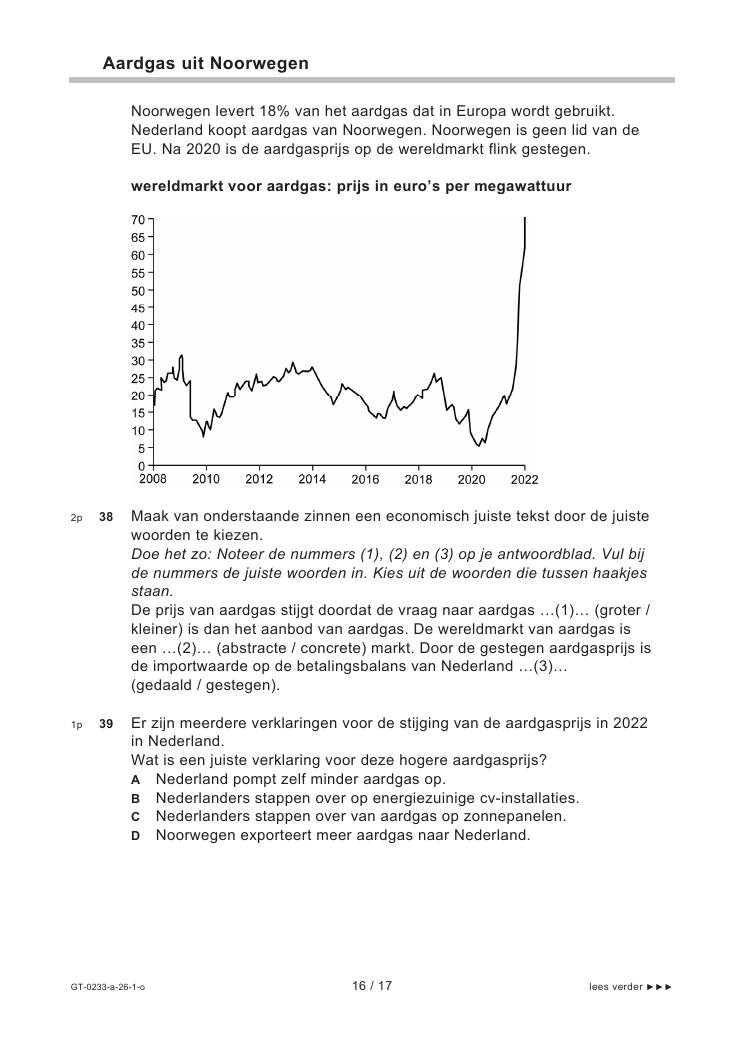 Aardgas uit Noorwegen
Noorwegen levert 18% van het aardgas dat in Europa wordt gebruikt.
Nederland koopt aardgas van Noorwegen. Noorwegen is geen lid van de
EU. Na 2020 is de aardgasprijs op de wereldmarkt flink gestegen.
wereldmarkt voor aardgas: prijs in euro's per megawattuur
70
65
60
55
50
45
40
35
30
25
20
15
10
5
0
2008 2010 2012 2014 2016 2018 2020 2022
2p 38 Maak van onderstaande zinnen een economisch juiste tekst door de juiste
woorden te kiezen.
Doe het zo: Noteer de nummers (1), (2) en (3) op je antwoordblad. Vul bij
de nummers de juiste woorden in. Kies uit de woorden die tussen haakjes
staan.
De prijs van aardgas stijgt doordat de vraag naar aardgas …(1)… (groter /
kleiner) is dan het aanbod van aardgas. De wereldmarkt van aardgas is
een …(2)… (abstracte / concrete) markt. Door de gestegen aardgasprijs is
de importwaarde op de betalingsbalans van Nederland …(3)…
(gedaald / gestegen).
1p 39 Er zijn meerdere verklaringen voor de stijging van de aardgasprijs in 2022
in Nederland.
Wat is een juiste verklaring voor deze hogere aardgasprijs?
A Nederland pompt zelf minder aardgas op.
B Nederlanders stappen over op energiezuinige cv-installaties.
C Nederlanders stappen over van aardgas op zonnepanelen.
D Noorwegen exporteert meer aardgas naar Nederland.
GT-0233-a-26-1-o 16 / 17 lees verder ►►►